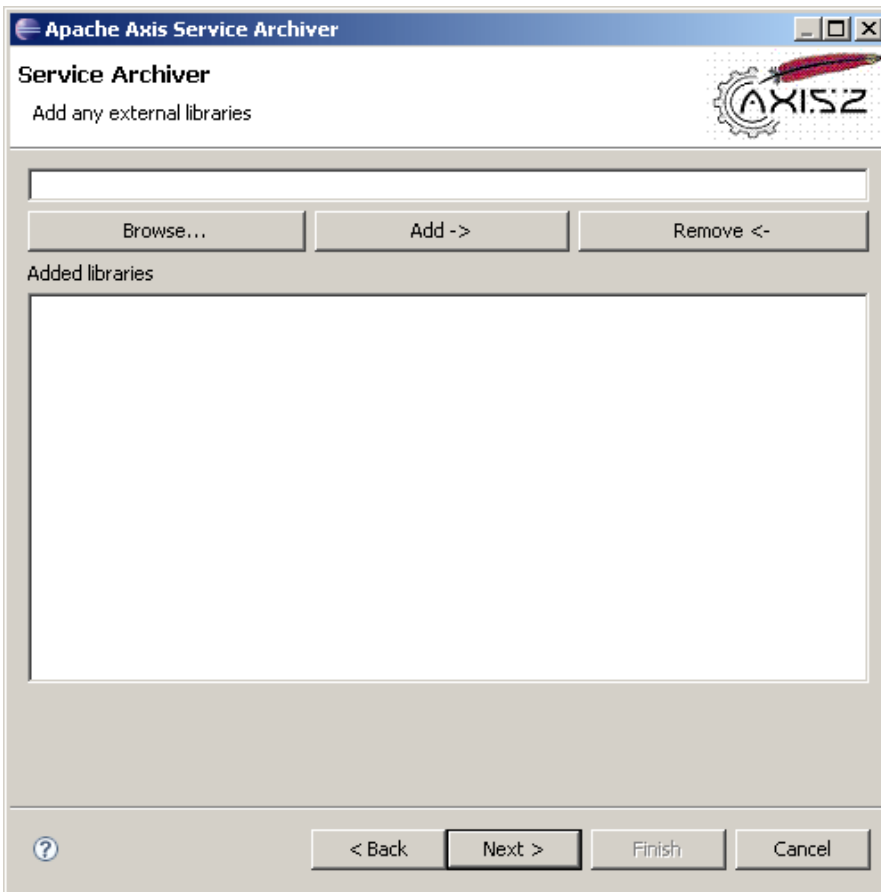 Apache Axis Service Archiver
Service Archiver
Add any external libraries
AXIS2
Browse...
Add ->
Remove <-
Added libraries
?
< Back
Next >
Finish
Cancel